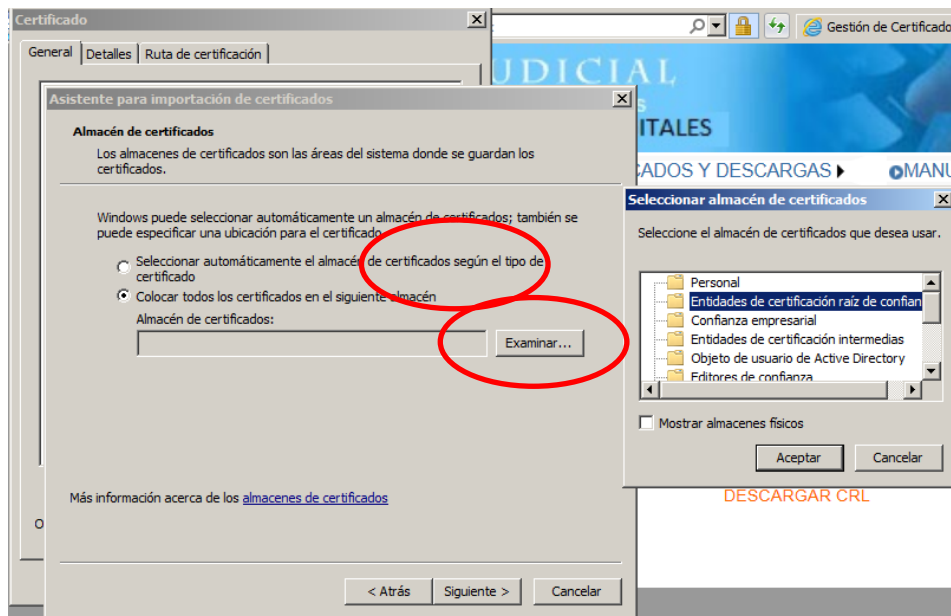 Certificado
General
Detalles
Ruta de certificación
Gestión de Certificado
UDICIAL
ITALES
CADOS Y DESCARGAS
MANU
Asistente para importación de certificados
Almacén de certificados
Los almacenes de certificados son las áreas del sistema donde se guardan los
certificados.
Windows puede seleccionar automáticamente un almacén de certificados; también se
puede especificar una ubicación para el certificado
Seleccionar automáticamente el almacén de certificados según el tipo de
certificado
Colocar todos los certificados en el siguiente almacén
Almacén de certificados:
Examinar...
Más información acerca de los almacenes de certificados
< Atrás
Siguiente >
Cancelar
Seleccionar almacén de certificados
Seleccione el almacén de certificados que desea usar.
Personal
Entidades de certificación raíz de confian
Confianza empresarial
Entidades de certificación intermedias
Objeto de usuario de Active Directory
Editores de confianza
Mostrar almacenes físicos
Aceptar
Cancelar
DESCARGAR CRL